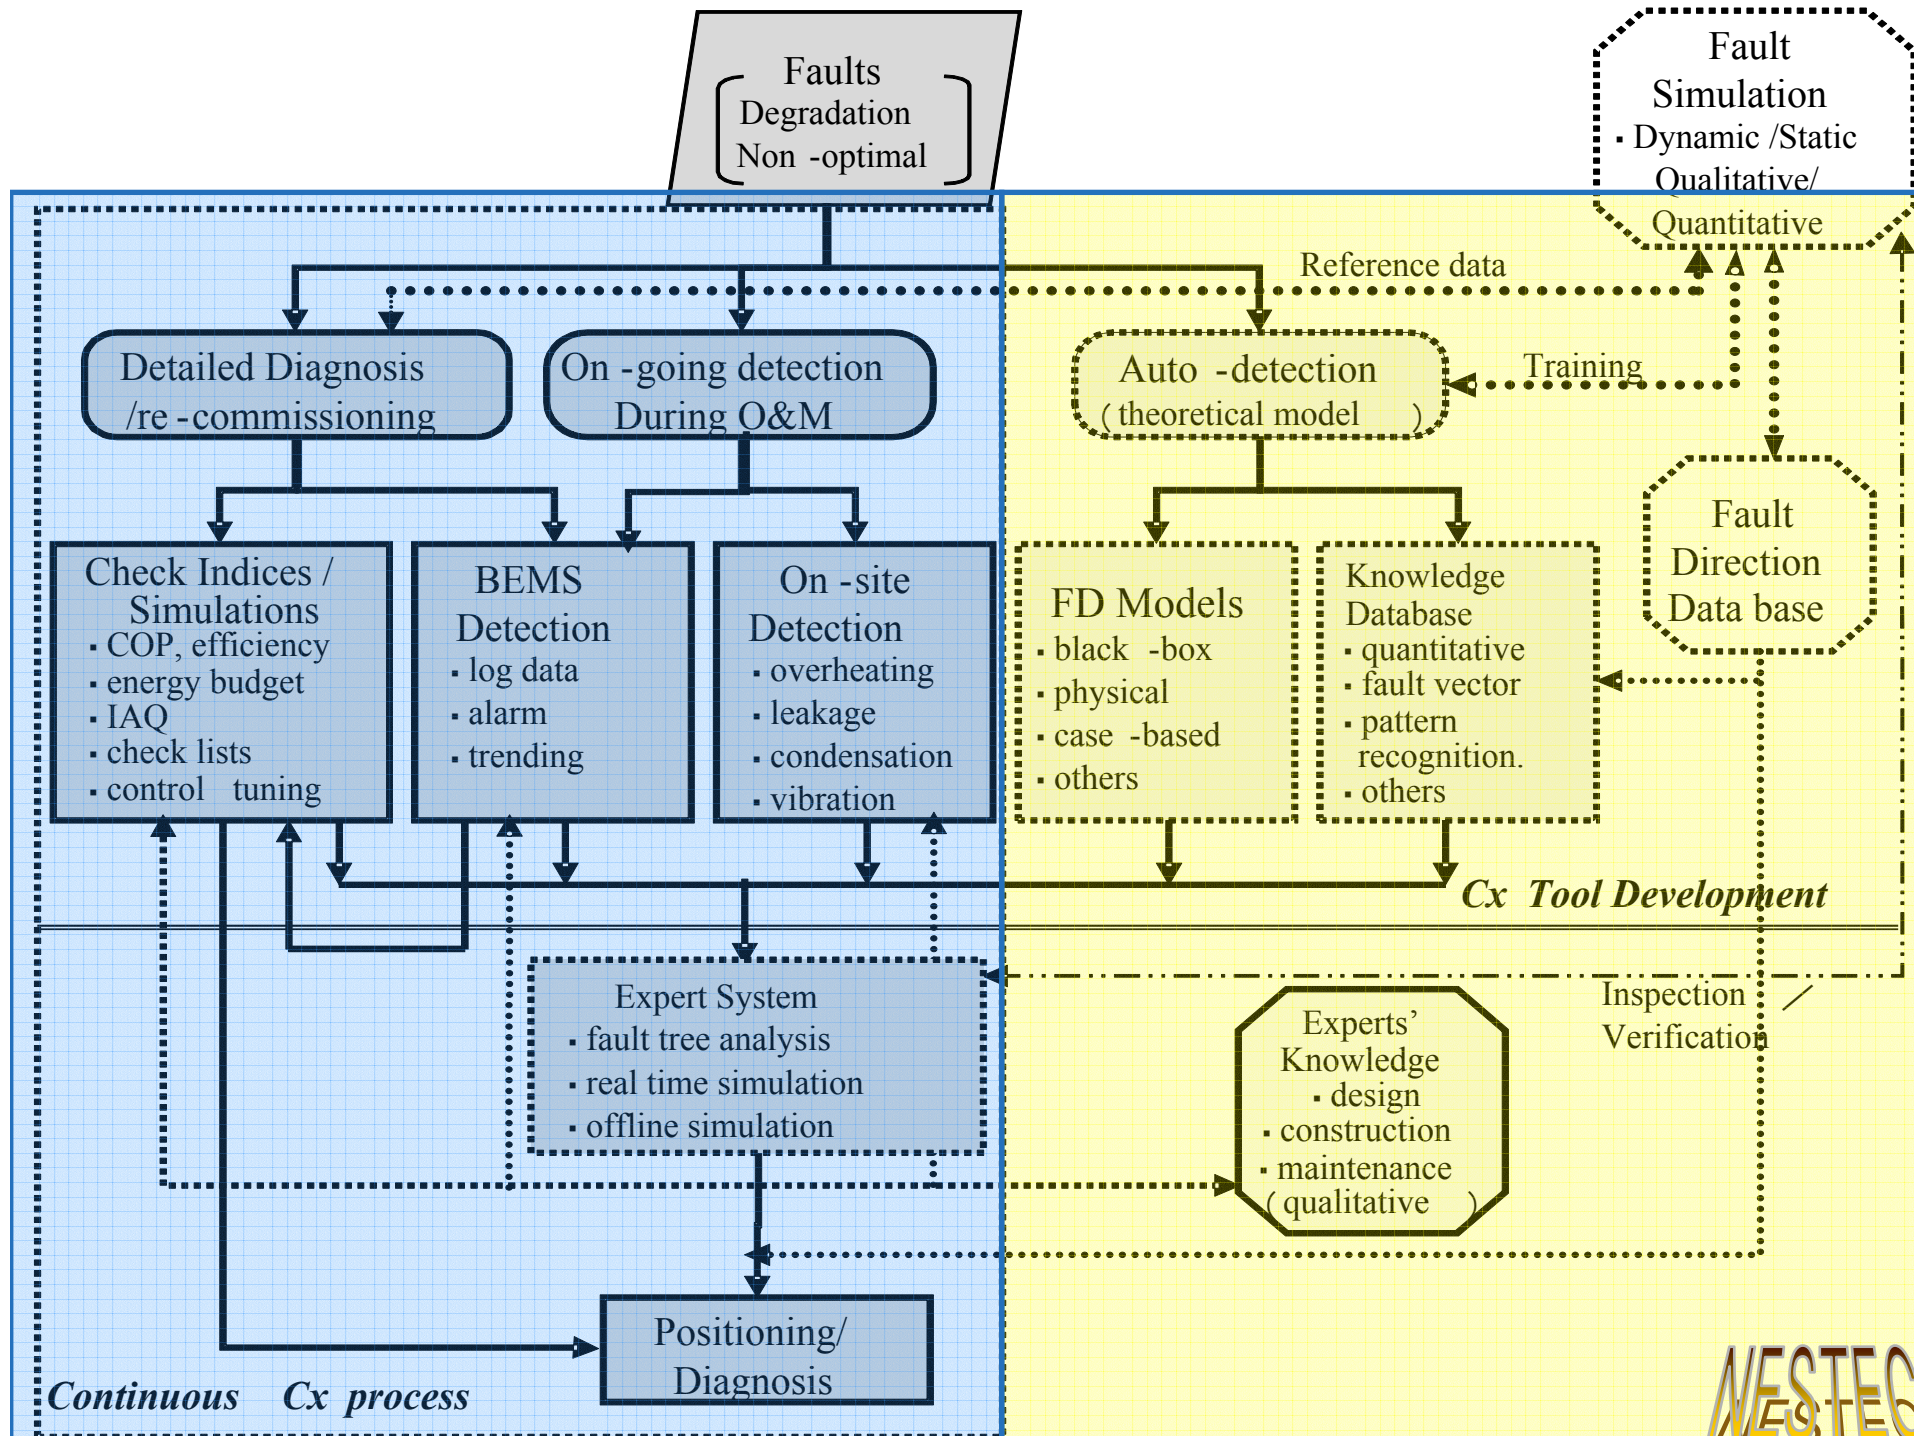 Faults
Degradation
Non -optimal
Fault
Simulation
▪ Dynamic /Static
Qualitative/
Quantitative
Reference data
Detailed Diagnosis
/re -commissioning
On -going detection
During O&M
Auto -detection
( theoretical model )
Training
Check Indices /
Simulations
▪ COP, efficiency
▪ energy budget
▪ IAQ
▪ check lists
▪ control tuning
BEMS
Detection
▪ log data
▪ alarm
▪ trending
On -site
Detection
▪ overheating
▪ leakage
▪ condensation
▪ vibration
FD Models
▪ black -box
▪ physical
▪ case -based
▪ others
Knowledge
Database
▪ quantitative
▪ fault vector
▪ pattern
recognition.
▪ others
Fault
Direction
Data base
Cx Tool Development
Expert System
▪ fault tree analysis
▪ real time simulation
▪ offline simulation
Experts’
Knowledge
▪ design
▪ construction
▪ maintenance
( qualitative )
Inspection /
Verification
Positioning/
Diagnosis
Continuous Cx process
NESTEC